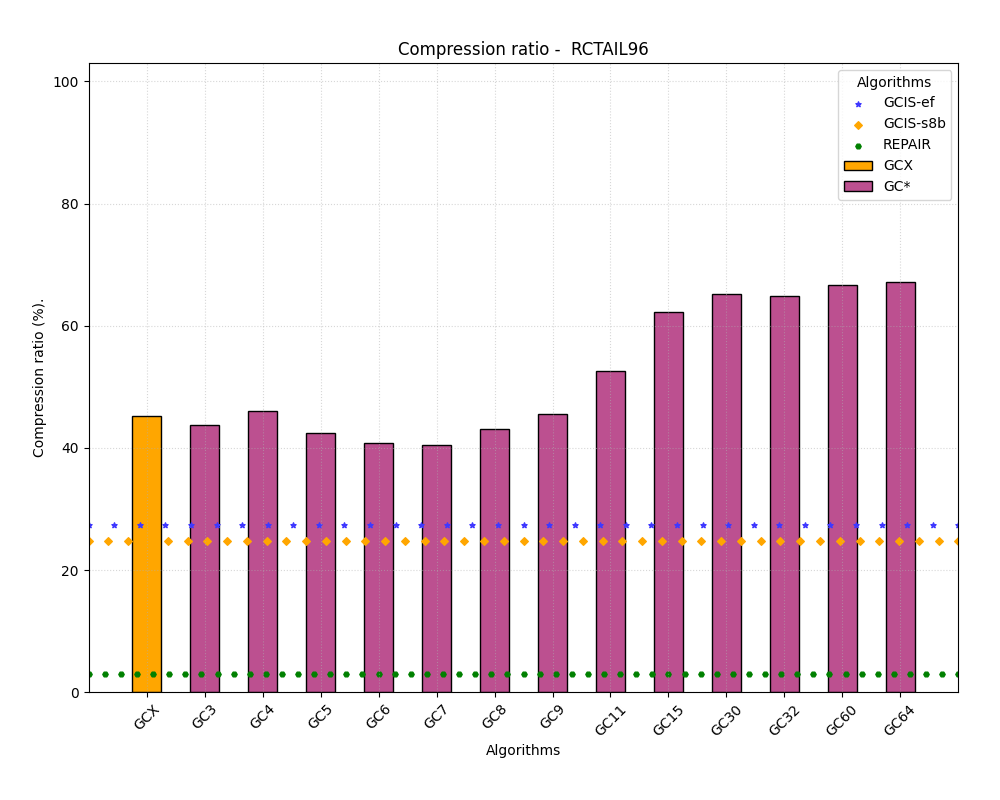 Compression ratio -  RCTAIL96
Algorithms
GCIS-ef
GCIS-s8b
REPAIR
GCX
GC*
Compression ratio (%).
100
80
60
40
20
0
GCX GC3 GC4 GC5 GC6 GC7 GC8 GC9 GC11 GC15 GC30 GC32 GC60 GC64
Algorithms